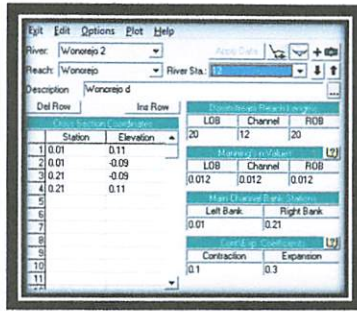 Exit Edit Options Plot Help
River: Wonorejo 2 Apply Data
Reach: Wonorejo River Sta.: 12
Description Wonorejo d ...
Del Row Ins Row Downstream Reach Lengths
Cross Section Coordinates LOB Channel ROB
Station Elevation 20 12 20
1 0.01 0.11 Manning's n Values
2 0.01 -0.09 LOB Channel ROB
3 0.21 -0.09 0.012 0.012 0.012
4 0.21 0.11 Main Channel Bank Stations
5 Left Bank Right Bank
6 0.01 0.21
7 Cont\Exp. Coefficients
8 Contraction Expansion
9 0.1 0.3
10
11